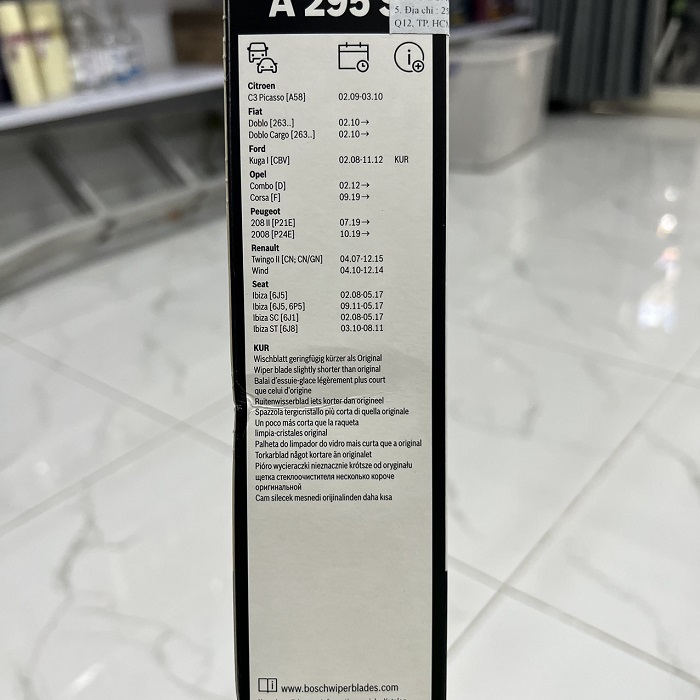 A 295 S
5. Địa chỉ :
Q12, TP. HC
Citroen
C3 Picasso [A58] 02.09-03.10
Fiat
Doblo [263..] 02.10→
Doblo Cargo [263..] 02.10→
Ford
Kuga I [CBV] 02.08-11.12 KUR
Opel
Combo [D] 02.12→
Corsa [F] 09.19→
Peugeot
208 II [P21E] 07.19→
2008 [P24E] 10.19→
Renault
Twingo II [CN; CN/GN] 04.07-12.15
Wind 04.10-12.14
Seat
Ibiza [6J5] 02.08-05.17
Ibiza [6J5, 6P5] 09.11-05.17
Ibiza SC [6J1] 02.08-05.17
Ibiza ST [6J8] 03.10-08.11
KUR
Wischblatt geringfügig kürzer als Original
Wiper blade slightly shorter than original
Balai d'essuie-glace légèrement plus court
que celui d'origine
Ruitenwisserblad iets korter dan origineel
Spazzola tergicristallo più corta di quella originale
Un poco más corta que la raqueta
limpia-cristales original
Palheta do limpador do vidro mais curta que a original
Torkarblad något kortare än originalet
Pióro wycieraczki nieznacznie krótsze od oryginału
щетка стеклоочистителя несколько короче
оригинальной
Cam silecek mesnedi orijinalinden daha kısa
www.boschwiperblades.com